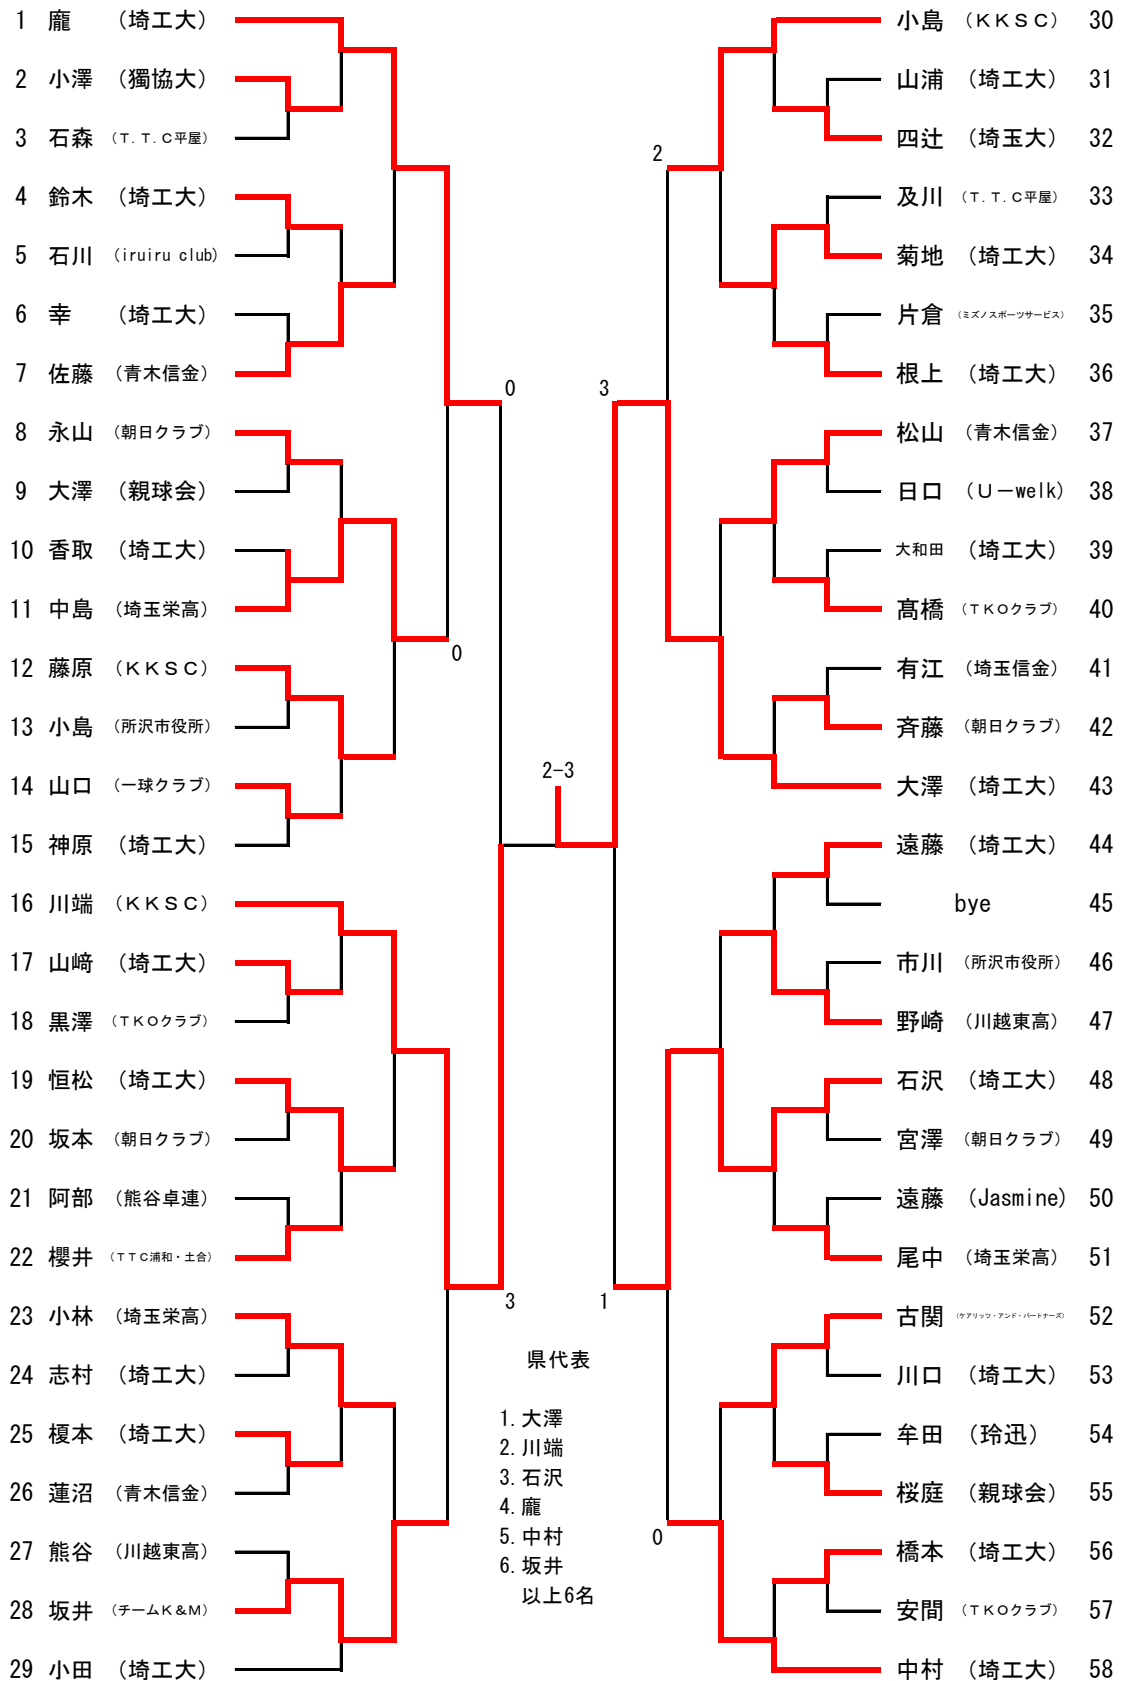 1 龐 （埼工大）
2 小澤 （獨協大）
3 石森 （T.T.C平屋）
4 鈴木 （埼工大）
5 石川 （iruiru club）
6 幸 （埼工大）
7 佐藤 （青木信金）
8 永山 （朝日クラブ）
9 大澤 （親球会）
10 香取 （埼工大）
11 中島 （埼玉栄高）
12 藤原 （ＫＫＳＣ）
13 小島 （所沢市役所）
14 山口 （一球クラブ）
15 神原 （埼工大）
16 川端 （ＫＫＳＣ）
17 山﨑 （埼工大）
18 黒澤 （ＴＫＯクラブ）
19 恒松 （埼工大）
20 坂本 （朝日クラブ）
21 阿部 （熊谷卓連）
22 櫻井 （ＴＴＣ浦和・土合）
23 小林 （埼玉栄高）
24 志村 （埼工大）
25 榎本 （埼工大）
26 蓮沼 （青木信金）
27 熊谷 （川越東高）
28 坂井 （チームＫ＆Ｍ）
29 小田 （埼工大）
0
0
3
2-3
2
3
1
0
県代表
1. 大澤
2. 川端
3. 石沢
4. 龐
5. 中村
6. 坂井
以上6名
小島 （ＫＫＳＣ） 30
山浦 （埼工大） 31
四辻 （埼玉大） 32
及川 （T.T.C平屋） 33
菊地 （埼工大） 34
片倉 （ミズノスポーツサービス） 35
根上 （埼工大） 36
松山 （青木信金） 37
日口 （Ｕーwelk） 38
大和田 （埼工大） 39
髙橋 （ＴＫＯクラブ） 40
有江 （埼玉信金） 41
斉藤 （朝日クラブ） 42
大澤 （埼工大） 43
遠藤 （埼工大） 44
bye 45
市川 （所沢市役所） 46
野崎 （川越東高） 47
石沢 （埼工大） 48
宮澤 （朝日クラブ） 49
遠藤 （Jasmine） 50
尾中 （埼玉栄高） 51
古関 （ケアリッツ・アンド・パートナーズ） 52
川口 （埼工大） 53
牟田 （玲迅） 54
桜庭 （親球会） 55
橋本 （埼工大） 56
安間 （ＴＫＯクラブ） 57
中村 （埼工大） 58